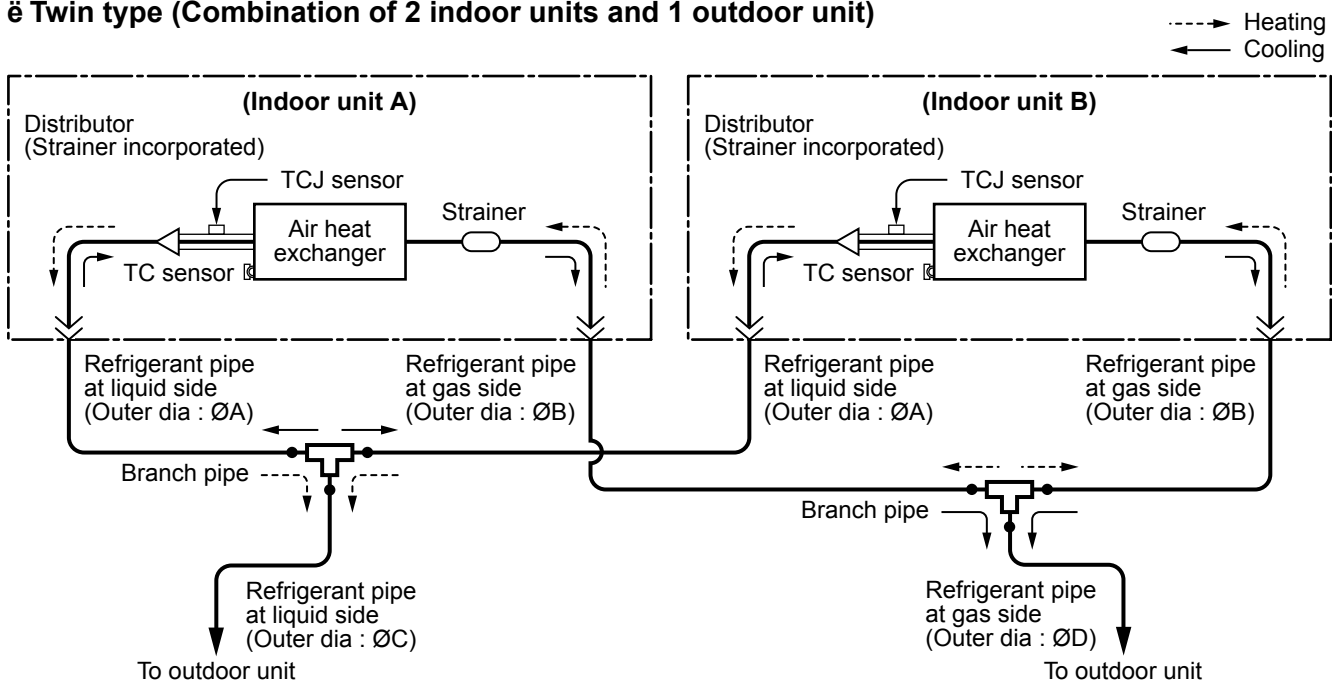 ë Twin type (Combination of 2 indoor units and 1 outdoor unit)
Heating
Cooling
(Indoor unit A)
Distributor
(Strainer incorporated)
TCJ sensor
Strainer
Air heat
exchanger
TC sensor
(Indoor unit B)
Distributor
(Strainer incorporated)
TCJ sensor
Strainer
Air heat
exchanger
TC sensor
Refrigerant pipe
at liquid side
(Outer dia : ØA)
Refrigerant pipe
at gas side
(Outer dia : ØB)
Refrigerant pipe
at liquid side
(Outer dia : ØA)
Refrigerant pipe
at gas side
(Outer dia : ØB)
Branch pipe
Branch pipe
Refrigerant pipe
at liquid side
(Outer dia : ØC)
Refrigerant pipe
at gas side
(Outer dia : ØD)
To outdoor unit
To outdoor unit